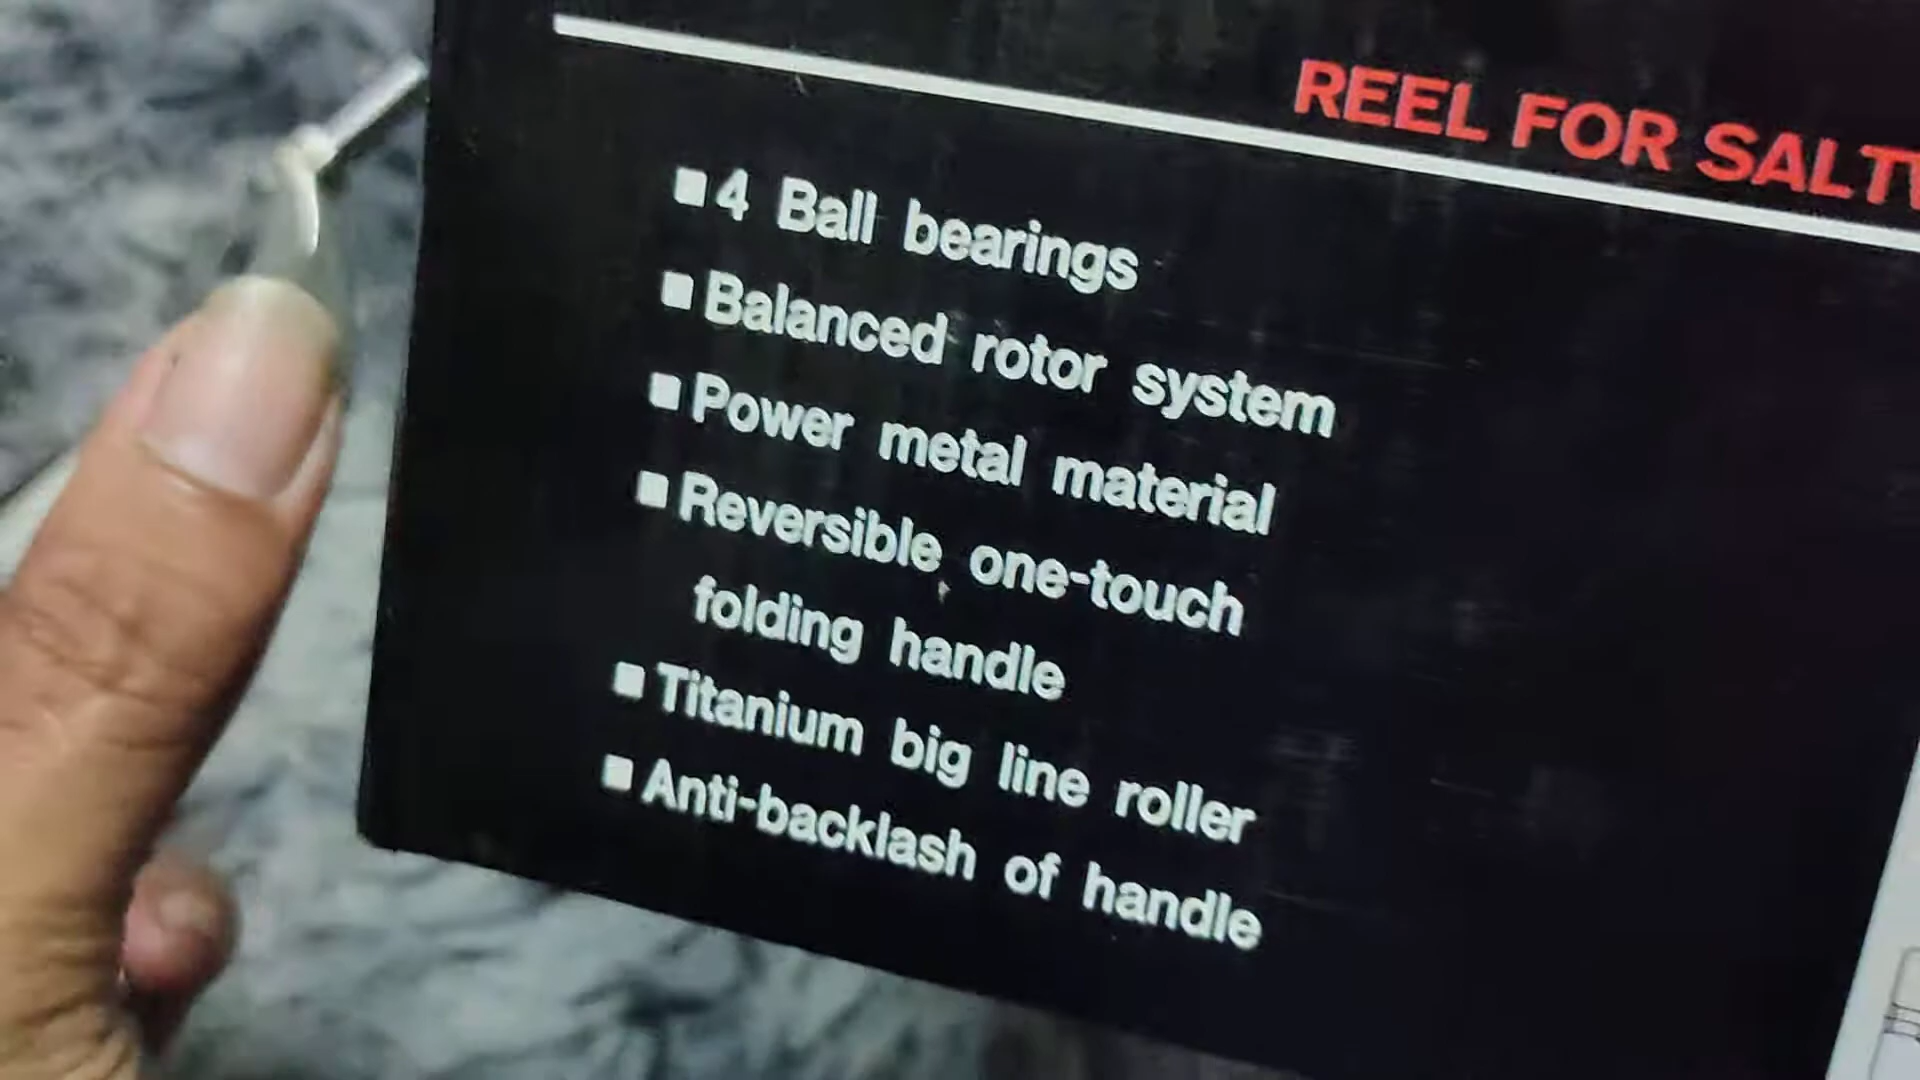 REEL FOR
■4 Ball bearings
■Balanced rotor system
■Power metal material
■Reversible one-touch
folding handle
■Titanium big line roller
■Anti-backlash of handle